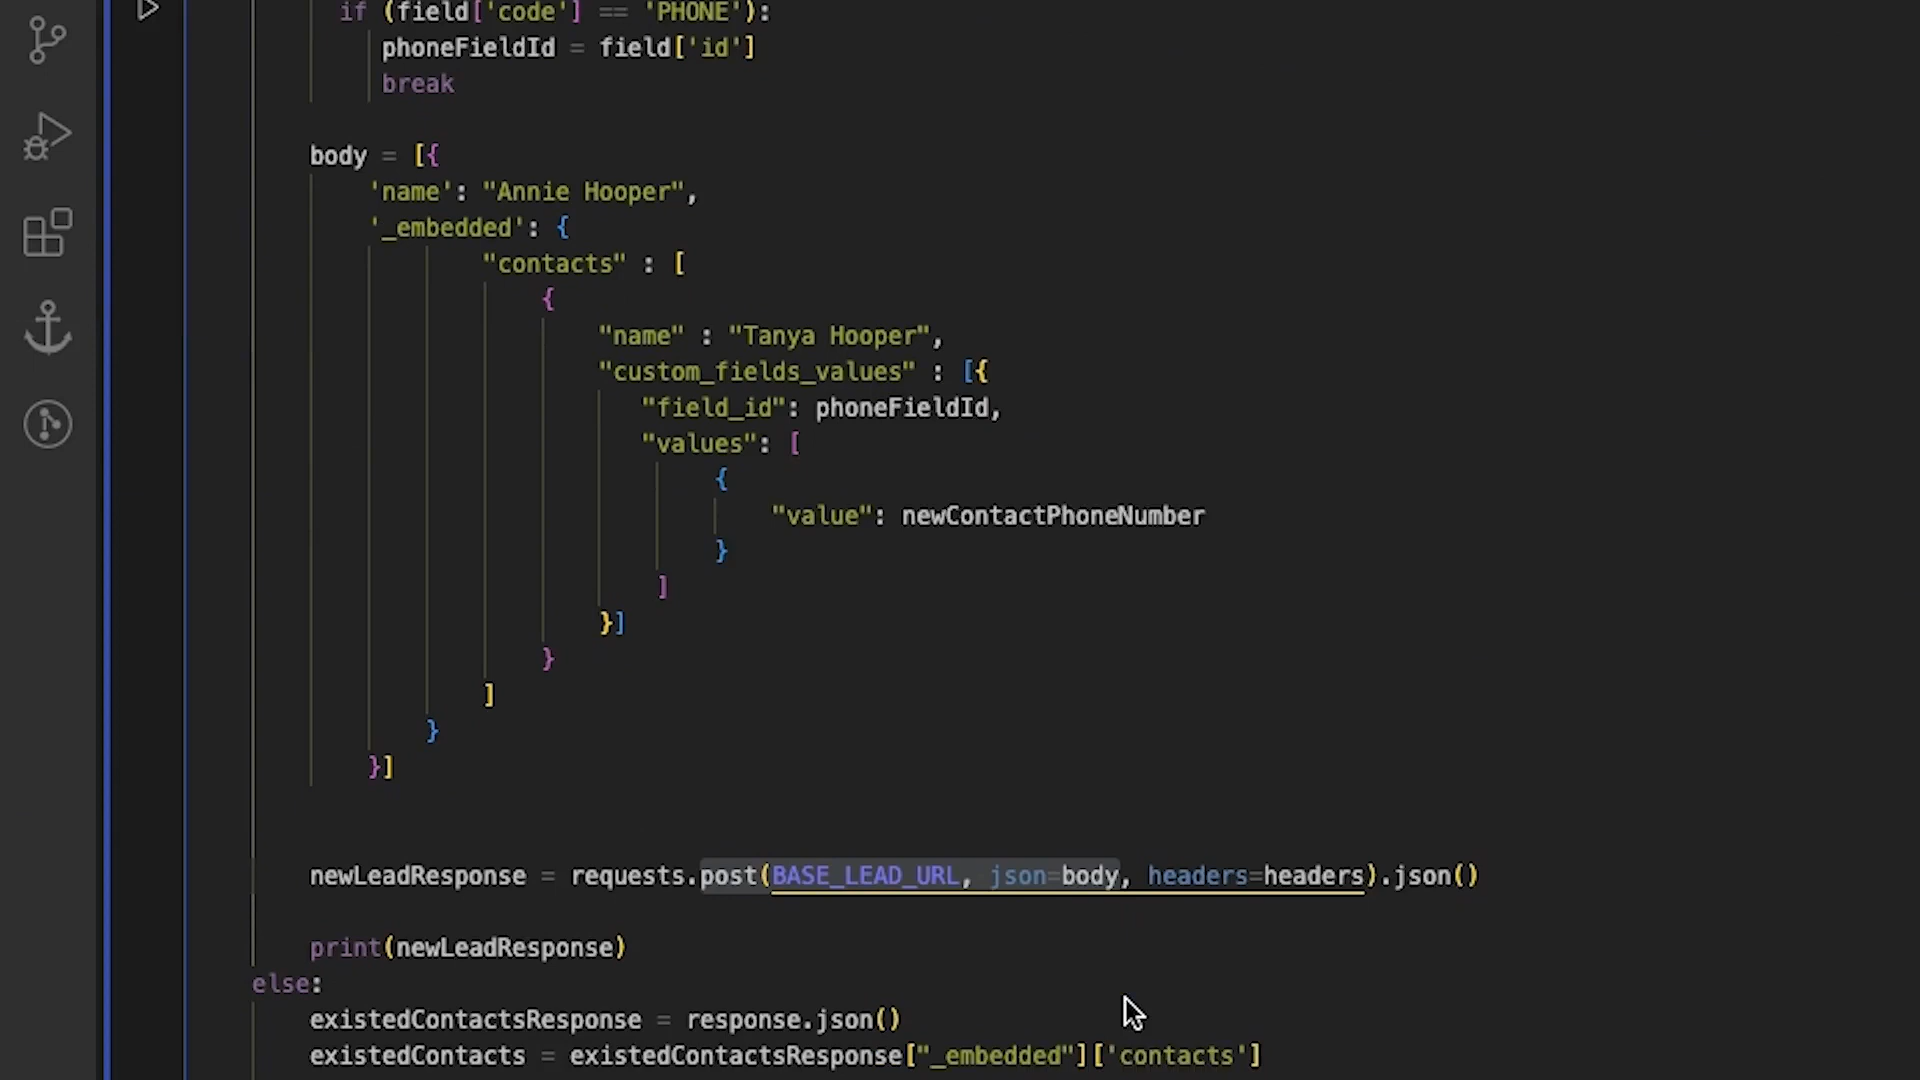 if (field['code'] == 'PHONE'):
phoneFieldId = field['id']
break
body = [{
'name': "Annie Hooper",
'_embedded': {
"contacts" : [
{
"name" : "Tanya Hooper",
"custom_fields_values" : [{
"field_id": phoneFieldId,
"values": [
{
"value": newContactPhoneNumber
}
]
}]
}
]
}
}]
newLeadResponse = requests.post(BASE_LEAD_URL, json=body, headers=headers).json()
print(newLeadResponse)
else:
existedContactsResponse = response.json()
existedContacts = existedContactsResponse["_embedded"]['contacts']